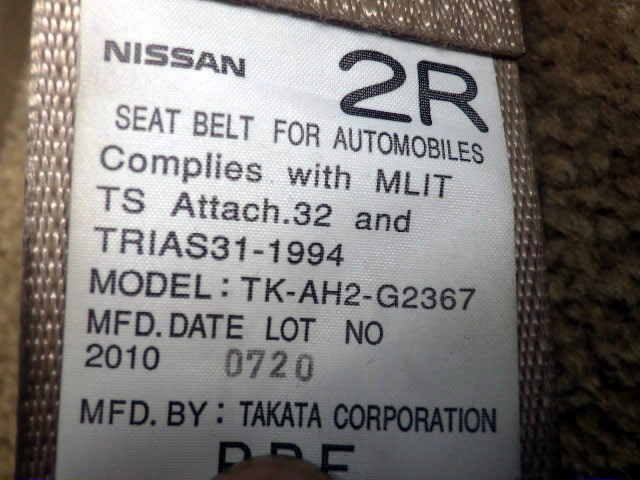 NISSAN 2R
SEAT BELT FOR AUTOMOBILES
Complies with MLIT
TS Attach.32 and
TRIAS31-1994
MODEL: TK-AH2-G2367
MFD.DATE LOT NO
2010 0720
MFD. BY: TAKATA CORPORATION